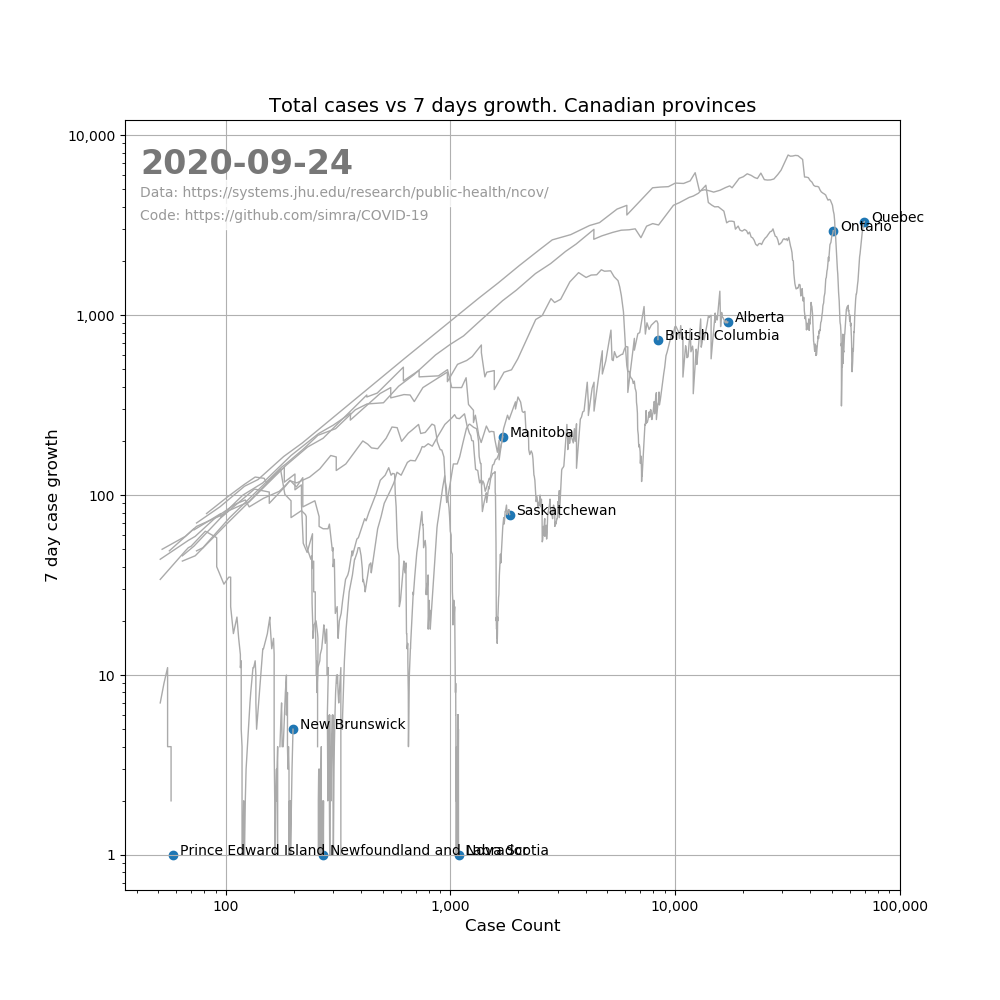 Total cases vs 7 days growth. Canadian provinces
10,000
2020-09-24
Data: https://systems.jhu.edu/research/public-health/ncov/
Code: https://github.com/simra/COVID-19
Quebec
Ontario
1,000
Alberta
British Columbia
Manitoba
100
Saskatchewan
7 day case growth
10
New Brunswick
1
Prince Edward Island
Newfoundland and Labrador
Nova Scotia
100
1,000
10,000
100,000
Case Count